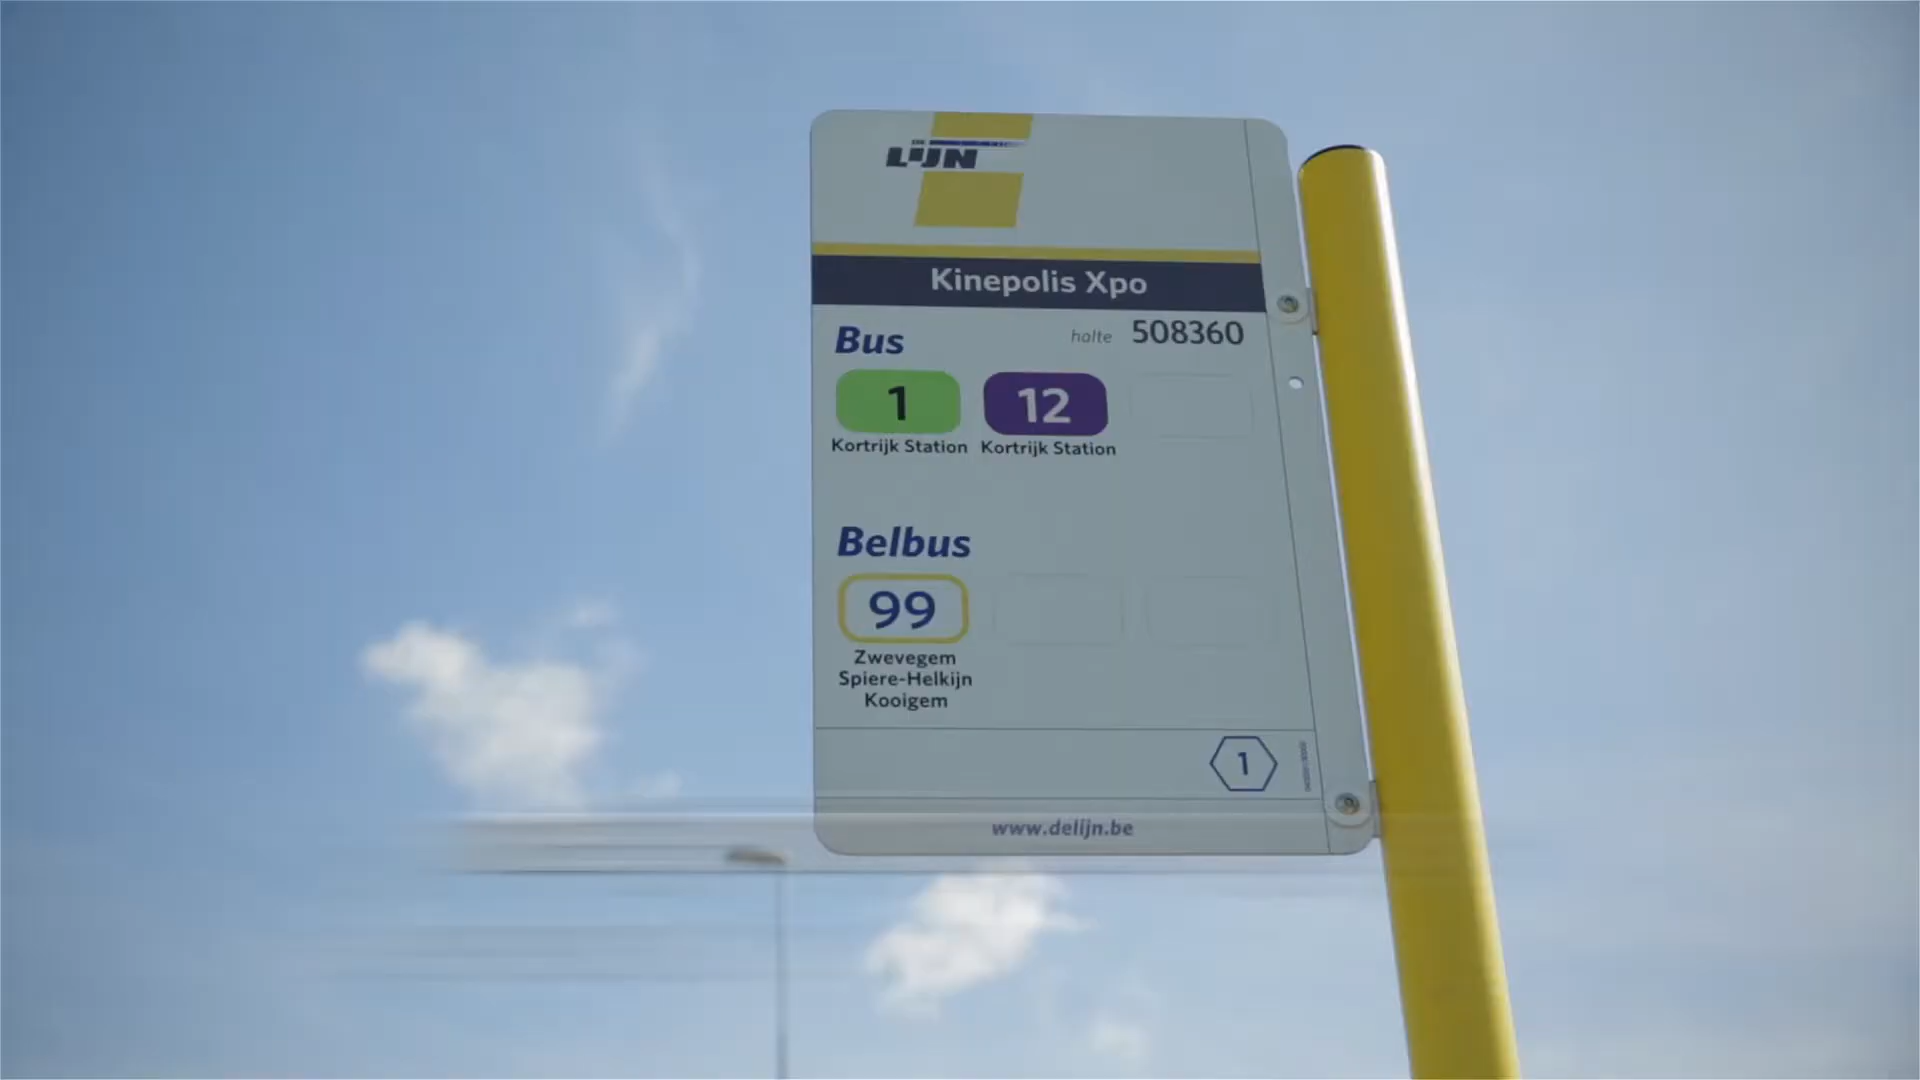 DE
LIJN
Kinepolis Xpo
Bus halte 508360
1 12
Kortrijk Station Kortrijk Station
Belbus
99
Zwevegem
Spiere-Helkijn
Kooigem
1
www.delijn.be